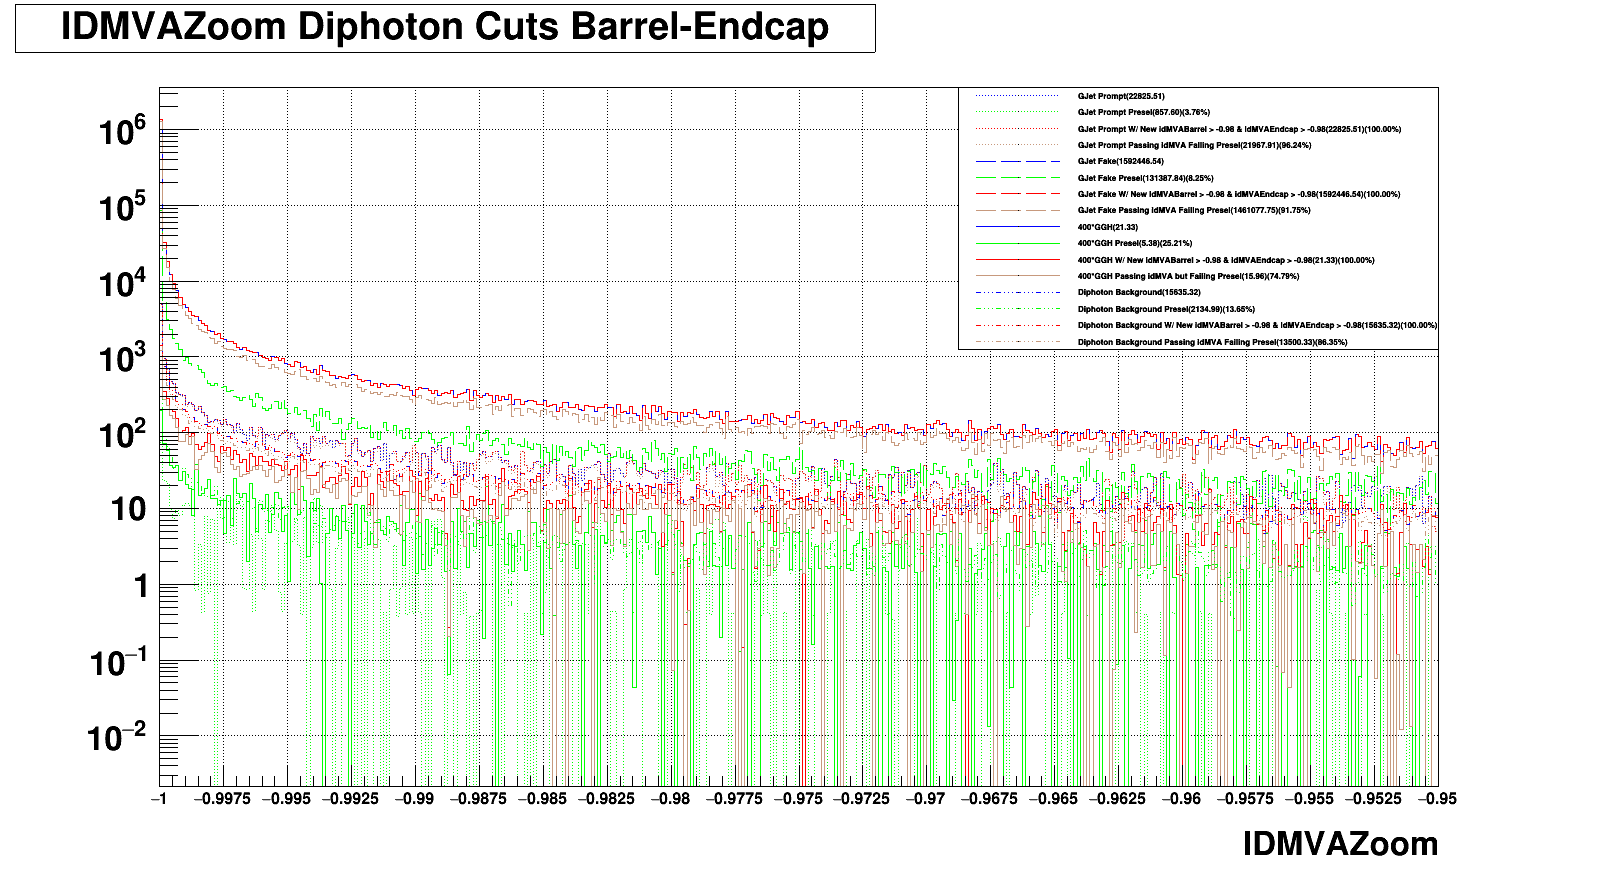 IDMVAZoom Diphoton Cuts Barrel-Endcap
GJet Prompt(22825.51)
GJet Prompt Presel(857.60)(3.76%)
GJet Prompt W/ New idMVABarrel > -0.98 & idMVAEndcap > -0.98(22825.51)(100.00%)
GJet Prompt Passing idMVA Failing Presel(21967.91)(96.24%)
GJet Fake(1592446.54)
GJet Fake Presel(131387.84)(8.25%)
GJet Fake W/ New idMVABarrel > -0.98 & idMVAEndcap > -0.98(1592446.54)(100.00%)
GJet Fake Passing idMVA Failing Presel(1461077.75)(91.75%)
400*GGH(21.33)
400*GGH Presel(5.38)(25.21%)
400*GGH W/ New idMVABarrel > -0.98 & idMVAEndcap > -0.98(21.33)(100.00%)
400*GGH Passing idMVA but Failing Presel(15.96)(74.79%)
Diphoton Background(15635.32)
Diphoton Background Presel(2134.99)(13.65%)
Diphoton Background W/ New idMVABarrel > -0.98 & idMVAEndcap > -0.98(15635.32)(100.00%)
Diphoton Background Passing idMVA Failing Presel(13500.33)(86.35%)
10^6
10^5
10^4
10^3
10^2
10
1
10^−1
10^−2
−1 −0.9975 −0.995 −0.9925 −0.99 −0.9875 −0.985 −0.9825 −0.98 −0.9775 −0.975 −0.9725 −0.97 −0.9675 −0.965 −0.9625 −0.96 −0.9575 −0.955 −0.9525 −0.95
IDMVAZoom